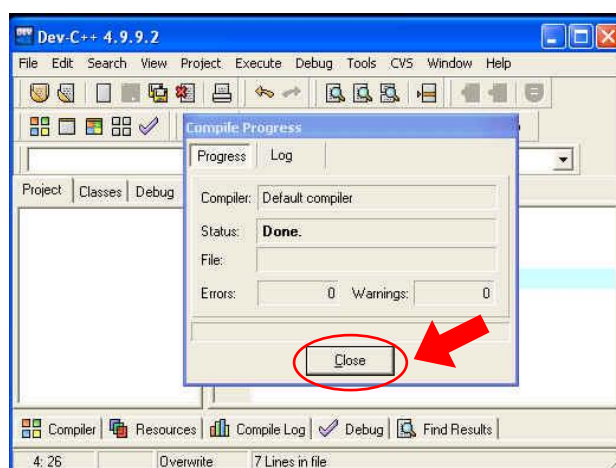 Dev-C++ 4.9.9.2
File Edit Search View Project Execute Debug Tools CVS Window Help
Compile Progress
Progress Log
Project Classes Debug
Compiler: Default compiler
Status: Done.
File:
Errors: 0 Warnings: 0
Close
Compiler Resources Compile Log Debug Find Results
4: 26 Overwrite 7 Lines in file